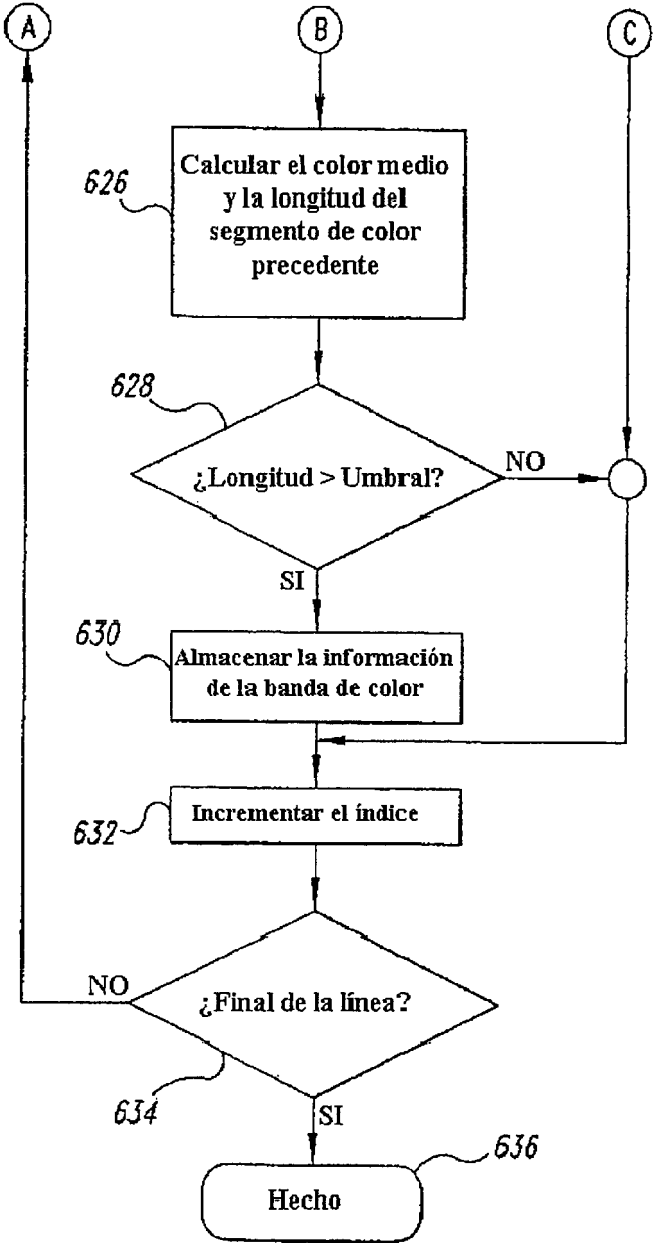 A
B
C
626
Calcular el color medio
y la longitud del
segmento de color
precedente
628
¿Longitud > Umbral?
NO
SI
630
Almacenar la información
de la banda de color
632
Incrementar el índice
NO
¿Final de la línea?
634
SI
636
Hecho